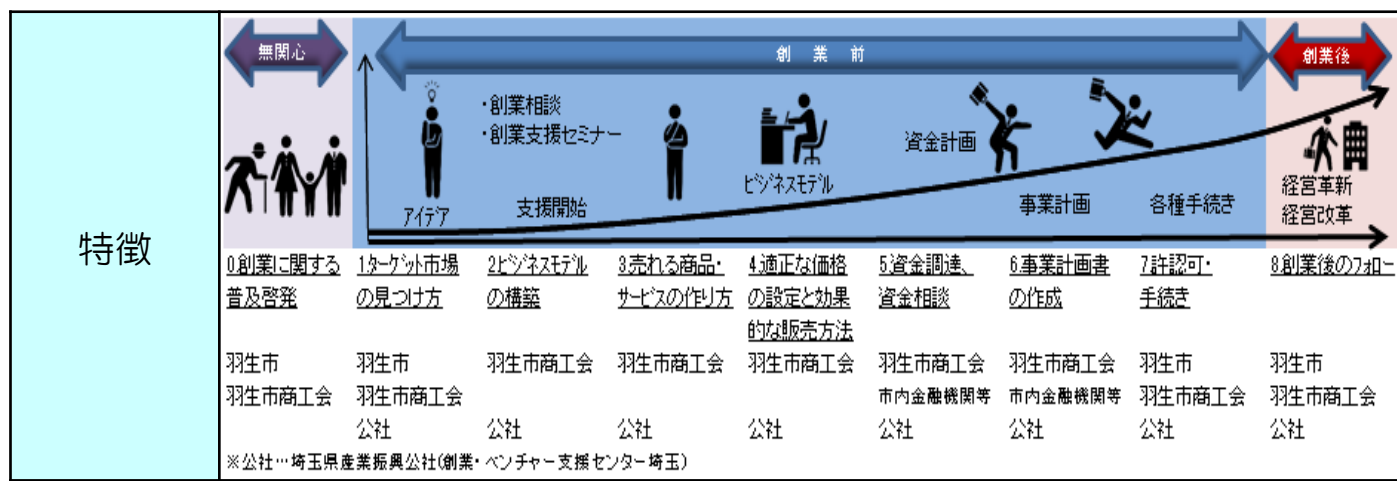 特徴
無関心
創業前
創業後
・創業相談
・創業支援セミナー
アイデア
支援開始
ビジネスモデル
資金計画
事業計画
各種手続き
経営革新
経営改革
0.創業に関する
普及啓発
羽生市
羽生市商工会
1.ターゲット市場
の見つけ方
羽生市
羽生市商工会
公社
2.ビジネスモデル
の構築
羽生市商工会
公社
3.売れる商品・
サービスの作り方
羽生市商工会
公社
4.適正な価格
の設定と効果
的な販売方法
羽生市商工会
公社
5.資金調達、
資金相談
羽生市商工会
市内金融機関等
公社
6.事業計画書
の作成
羽生市商工会
市内金融機関等
公社
7.許認可・
手続き
羽生市
羽生市商工会
公社
8.創業後のフォロー
羽生市
羽生市商工会
公社
※公社…埼玉県産業振興公社(創業・ベンチャー支援センター埼玉)